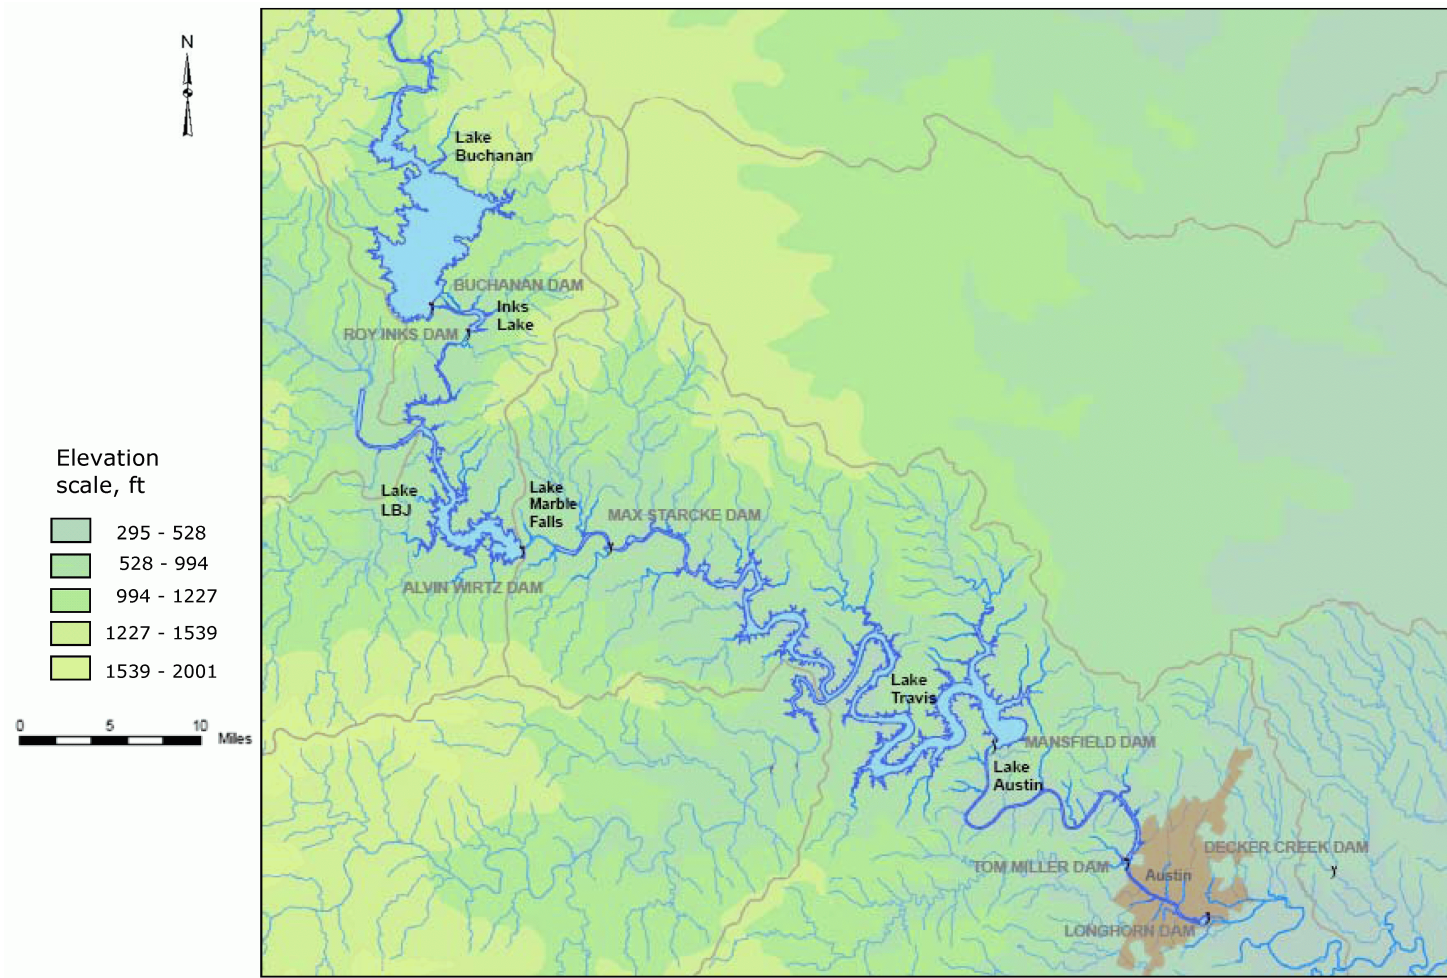 N
Lake
Buchanan
BUCHANAN DAM
Inks
Lake
ROY INKS DAM
Elevation
scale, ft
295 - 528
528 - 994
994 - 1227
1227 - 1539
1539 - 2001
0 5 10 Miles
Lake
LBJ
Lake
Marble
Falls
MAX STARCKE DAM
ALVIN WIRTZ DAM
Lake
Travis
MANSFIELD DAM
Lake
Austin
DECKER CREEK DAM
TOM MILLER DAM
Austin
LONGHORN DAM